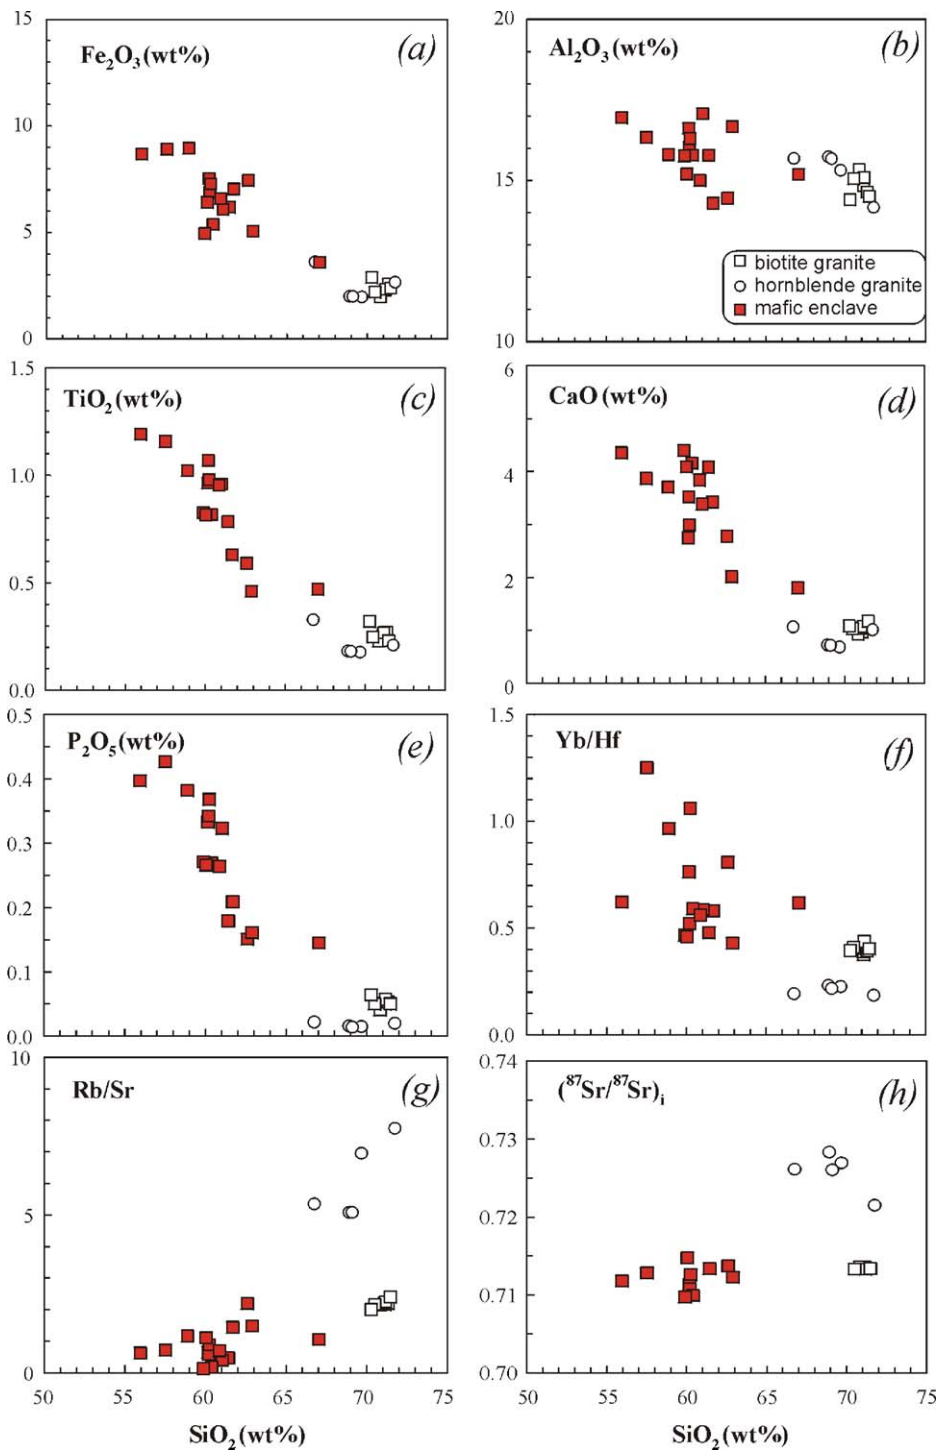 15
10
5
0
Fe₂O₃(wt%)
(a)
20
15
10
Al₂O₃(wt%)
(b)
biotite granite
hornblende granite
mafic enclave
1.5
1.0
0.5
0.0
TiO₂(wt%)
(c)
6
4
2
0
CaO (wt%)
(d)
0.5
0.4
0.3
0.2
0.1
0.0
P₂O₅(wt%)
(e)
1.5
1.0
0.5
0.0
Yb/Hf
(f)
10
5
0
Rb/Sr
(g)
50 55 60 65 70 75
SiO₂(wt%)
0.74
0.73
0.72
0.71
0.70
(⁸⁷Sr/⁸⁷Sr)ᵢ
(h)
50 55 60 65 70 75
SiO₂(wt%)